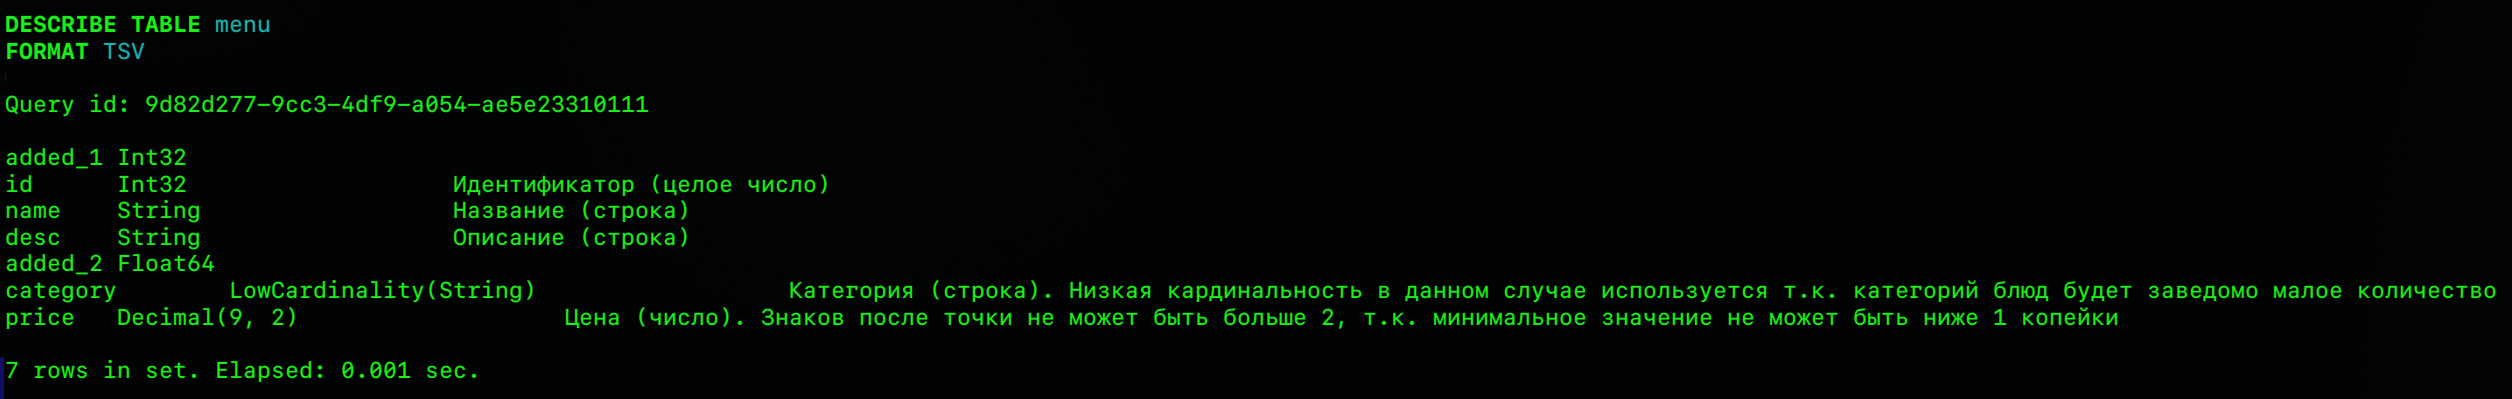 DESCRIBE TABLE menu
FORMAT TSV
Query id: 9d82d277-9cc3-4df9-a054-ae5e23310111
added_1 Int32
id Int32 Идентификатор (целое число)
name String Название (строка)
desc String Описание (строка)
added_2 Float64
category LowCardinality(String) Категория (строка). Низкая кардинальность в данном случае используется т.к. категорий блюд будет заведомо малое количество
price Decimal(9, 2) Цена (число). Знаков после точки не может быть больше 2, т.к. минимальное значение не может быть ниже 1 копейки
7 rows in set. Elapsed: 0.001 sec.